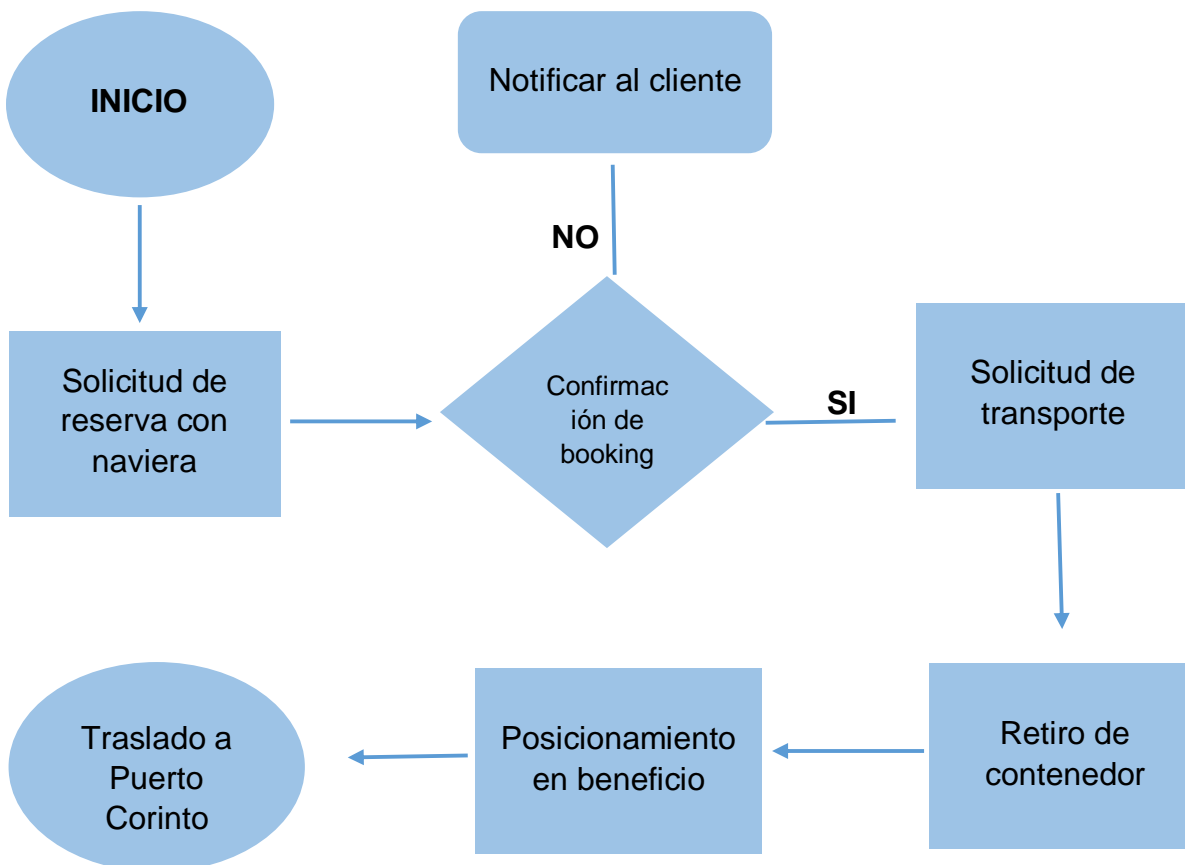 INICIO
Notificar al cliente
NO
Solicitud de
reserva con
naviera
Confirmac
ión de
booking
SI
Solicitud de
transporte
Retiro de
contenedor
Posicionamiento
en beneficio
Traslado a
Puerto
Corinto